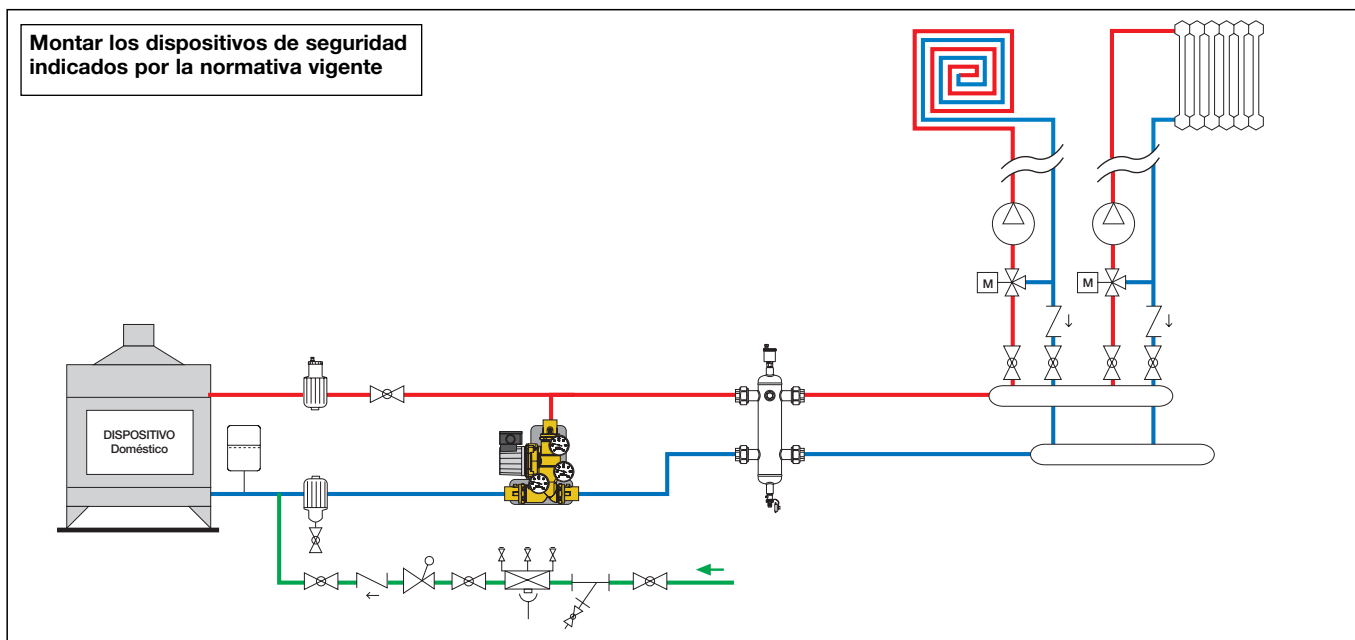 Montar los dispositivos de seguridad
indicados por la normativa vigente
M
M
DISPOSITIVO
Doméstico